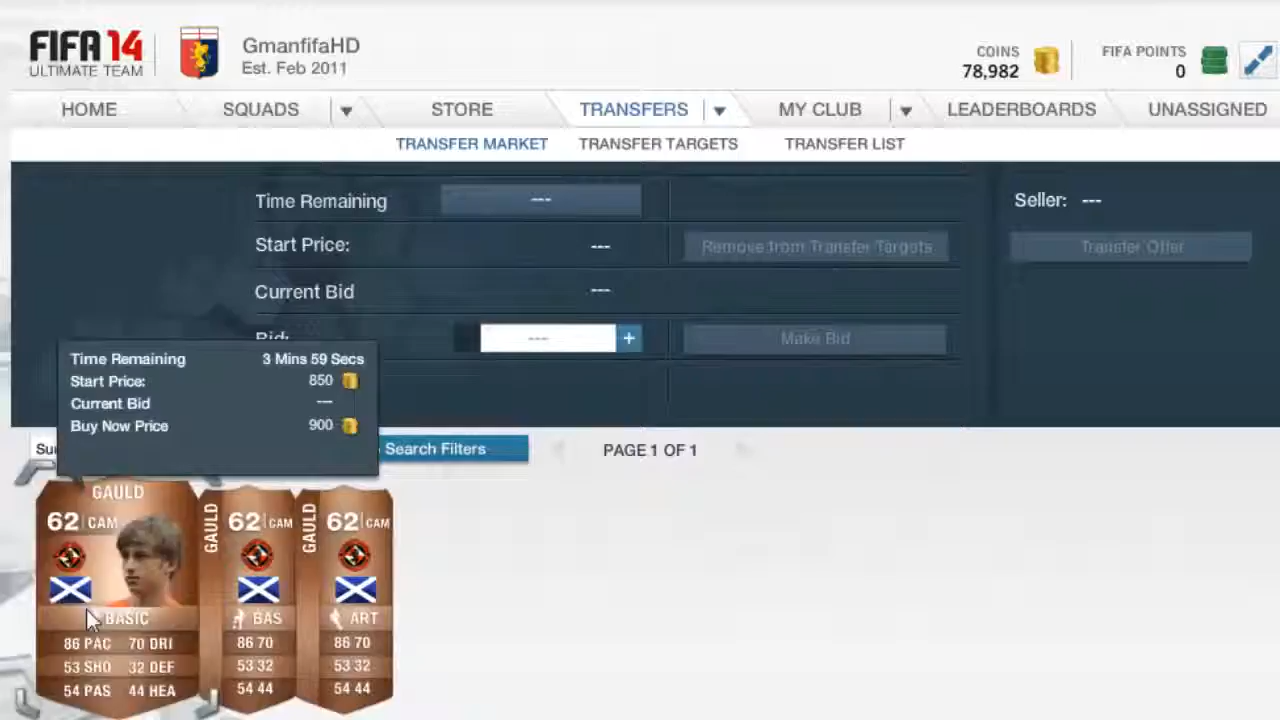 FIFA 14
ULTIMATE TEAM
GmanfifaHD
Est. Feb 2011
COINS
78,982
FIFA POINTS
0
HOME
SQUADS
STORE
TRANSFERS
MY CLUB
LEADERBOARDS
UNASSIGNED
TRANSFER MARKET
TRANSFER TARGETS
TRANSFER LIST
Time Remaining ---
Start Price: ---
Remove from Transfer Targets
Current Bid ---
Bid: --- +
Make Bid
Seller: ---
Transfer Offer
Time Remaining 3 Mins 59 Secs
Start Price: 850
Current Bid ---
Buy Now Price 900
Search Filters
PAGE 1 OF 1
GAULD
62 CAM
BASIC
86 PAC 70 DRI
53 SHO 32 DEF
54 PAS 44 HEA
GAULD
62 CAM
BAS
86 70
53 32
54 44
GAULD
62 CAM
ART
86 70
53 32
54 44